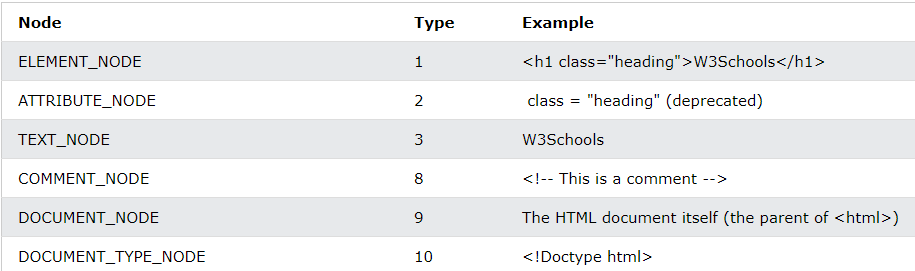 Node Type Example
ELEMENT_NODE 1 <h1 class="heading">W3Schools</h1>
ATTRIBUTE_NODE 2 class = "heading" (deprecated)
TEXT_NODE 3 W3Schools
COMMENT_NODE 8 <!-- This is a comment -->
DOCUMENT_NODE 9 The HTML document itself (the parent of <html>)
DOCUMENT_TYPE_NODE 10 <!Doctype html>